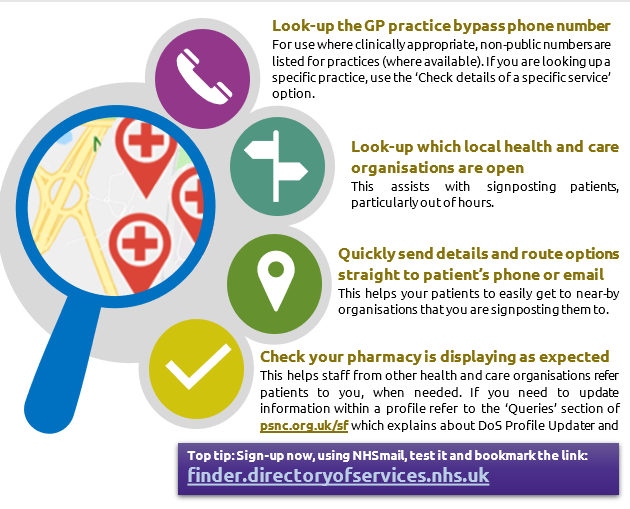 Look-up the GP practice bypass phone number
For use where clinically appropriate, non-public numbers are
listed for practices (where available). If you are looking up a
specific practice, use the ‘Check details of a specific service’
option.
Look-up which local health and care
organisations are open
This assists with signposting patients,
particularly out of hours.
Quickly send details and route options
straight to patient’s phone or email
This helps your patients to easily get to near-by
organisations that you are signposting them to.
Check your pharmacy is displaying as expected
This helps staff from other health and care organisations refer
patients to you, when needed. If you need to update
information within a profile refer to the ‘Queries’ section of
psnc.org.uk/sf which explains about DoS Profile Updater and
Top tip: Sign-up now, using NHSmail, test it and bookmark the link:
finder.directoryofservices.nhs.uk